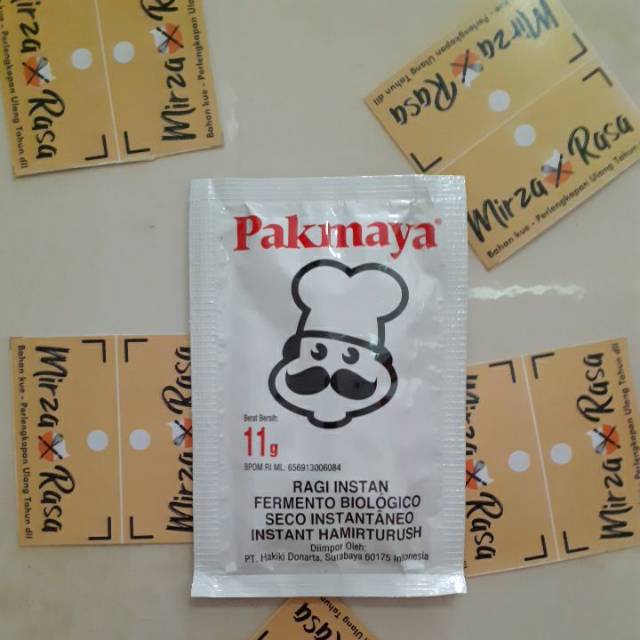 Pakmaya®
Berat Bersih:
11g
BPOM RI ML. 656913006084
RAGI INSTAN
FERMENTO BIOLÓGICO
SECO INSTANTÁNEO
INSTANT HAMIRTURUSH
Diimpor Oleh:
PT. Hakiki Donarta, Surabaya 60175 Indonesia
Mirza Rasa
Mirza Rasa
Bahan kue - Perlengkapan Ulang Tahun dll
Mirza Rasa
Mirza Rasa
Bahan kue - Perlengkapan Ulang Tahun dll
Mirza Rasa
Bahan kue - Perlengkapan Ulang Tahun dll
Mirza Rasa
Rasa
Mirza Rasa
Rasa